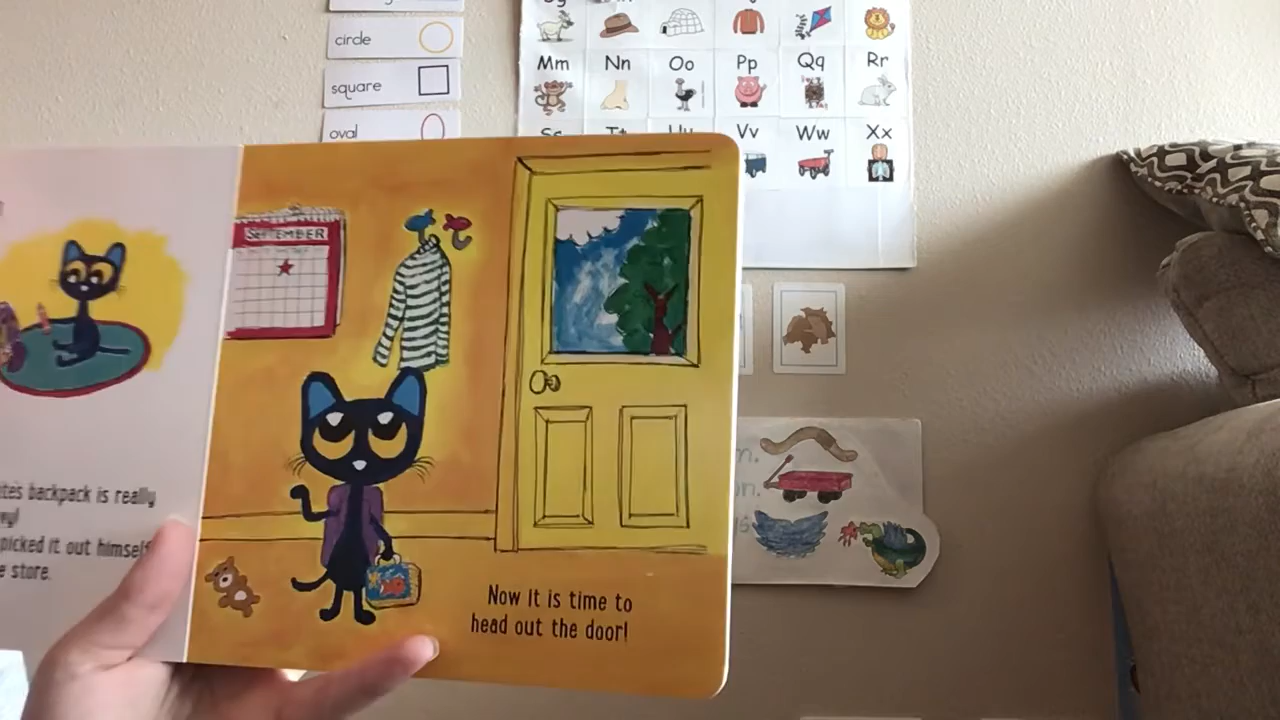 circle
square
oval
Mm Nn Oo Pp Qq Rr
Vv Ww Xx
SEPTEMBER
backpack is really
picked it out himself
store.
Now it is time to
head out the door!